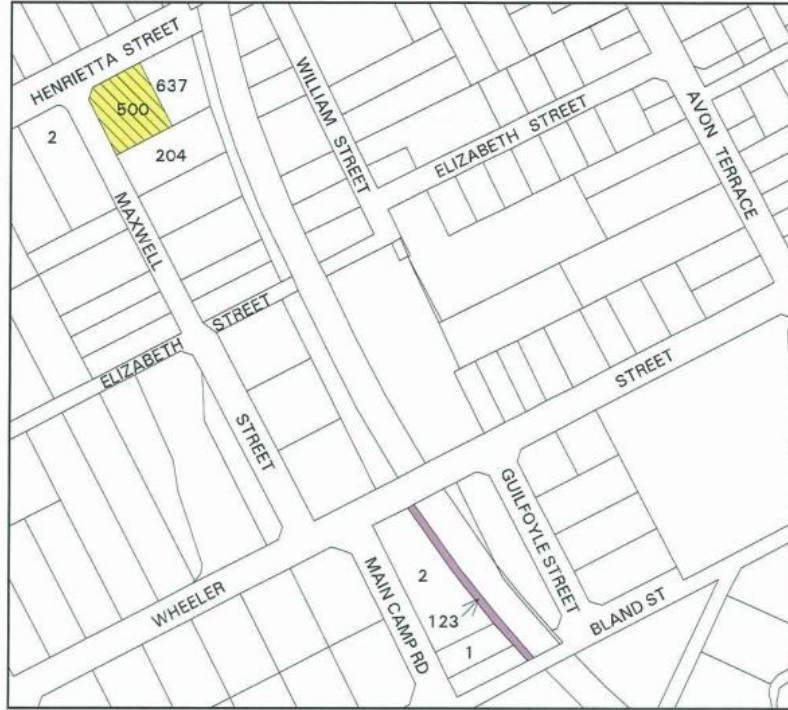 HENRIETTA STREET
637
500
2
204
WILLIAM STREET
ELIZABETH STREET
AVON TERRACE
MAXWELL
STREET
ELIZABETH
STREET
STREET
GUILFOYLE STREET
2
123
1
MAIN CAMP RD
WHEELER
BLAND ST